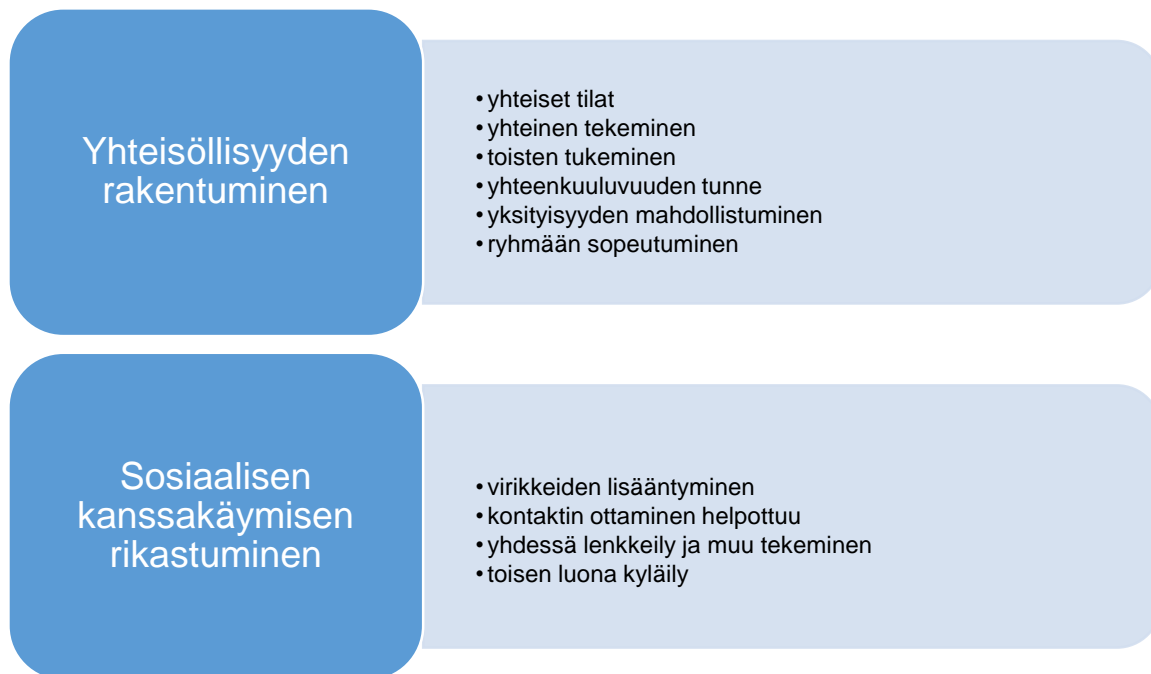 Yhteisöllisyyden
rakentuminen
• yhteiset tilat
• yhteinen tekeminen
• toisten tukeminen
• yhteenkuuluvuuden tunne
• yksityisyyden mahdollistuminen
• ryhmään sopeutuminen
Sosiaalisen
kanssakäymisen
rikastuminen
• virikkeiden lisääntyminen
• kontaktin ottaminen helpottuu
• yhdessä lenkkeily ja muu tekeminen
• toisen luona kyläily